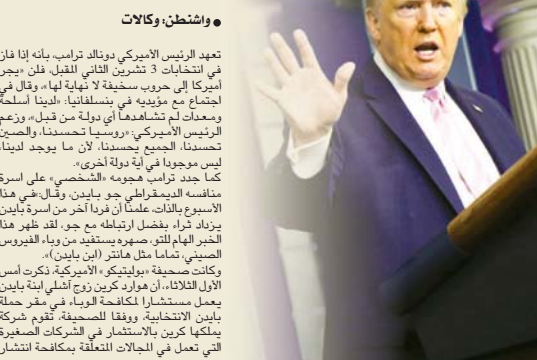 ● واشنطن: وكالات
تعهد الرئيس الأميركي دونالد ترامب، بأنه إذا فاز
في انتخابات 3 تشرين الثاني المقبل، فلن «يجر
أميركا إلى حروب سخيفة لا نهاية لها»، وقال في
اجتماع مع مؤيديه في بنسلفانيا: «لدينا أسلحة
ومعدات لم تشاهدها أي دولة من قبل»، وزعم
الرئيس الأميركي: «روسيا تحسدنا، والصين
تحسدنا، الجميع يحسدنا، لأن ما يوجد لدينا،
ليس موجودا في أية دولة أخرى».
كما جدد ترامب هجومه «الشخصي» على اسرة
منافسه الديمقراطي جو بايدن، وقال:«في هذا
الأسبوع بالذات، علمنا أن فردا آخر من اسرة بايدن
يزداد ثراء بفضل ارتباطه مع جو، لقد ظهر هذا
الخبر الهام للتو، صهره يستفيد من وباء الفيروس
الصيني، تماما مثل هانتر (ابن بايدن)».
وكانت صحيفة «بوليتيكو» الأميركية، ذكرت أمس
الأول الثلاثاء، أن هوارد كرين زوج آشلي ابنة بايدن
يعمل مستشارا لمكافحة الوباء في مقر حملة
بايدن الانتخابية، ووفقا للصحيفة، تقوم شركة
يملكها كرين بالاستثمار في الشركات الصغيرة
التي تعمل في المجالات المتعلقة بمكافحة انتشار